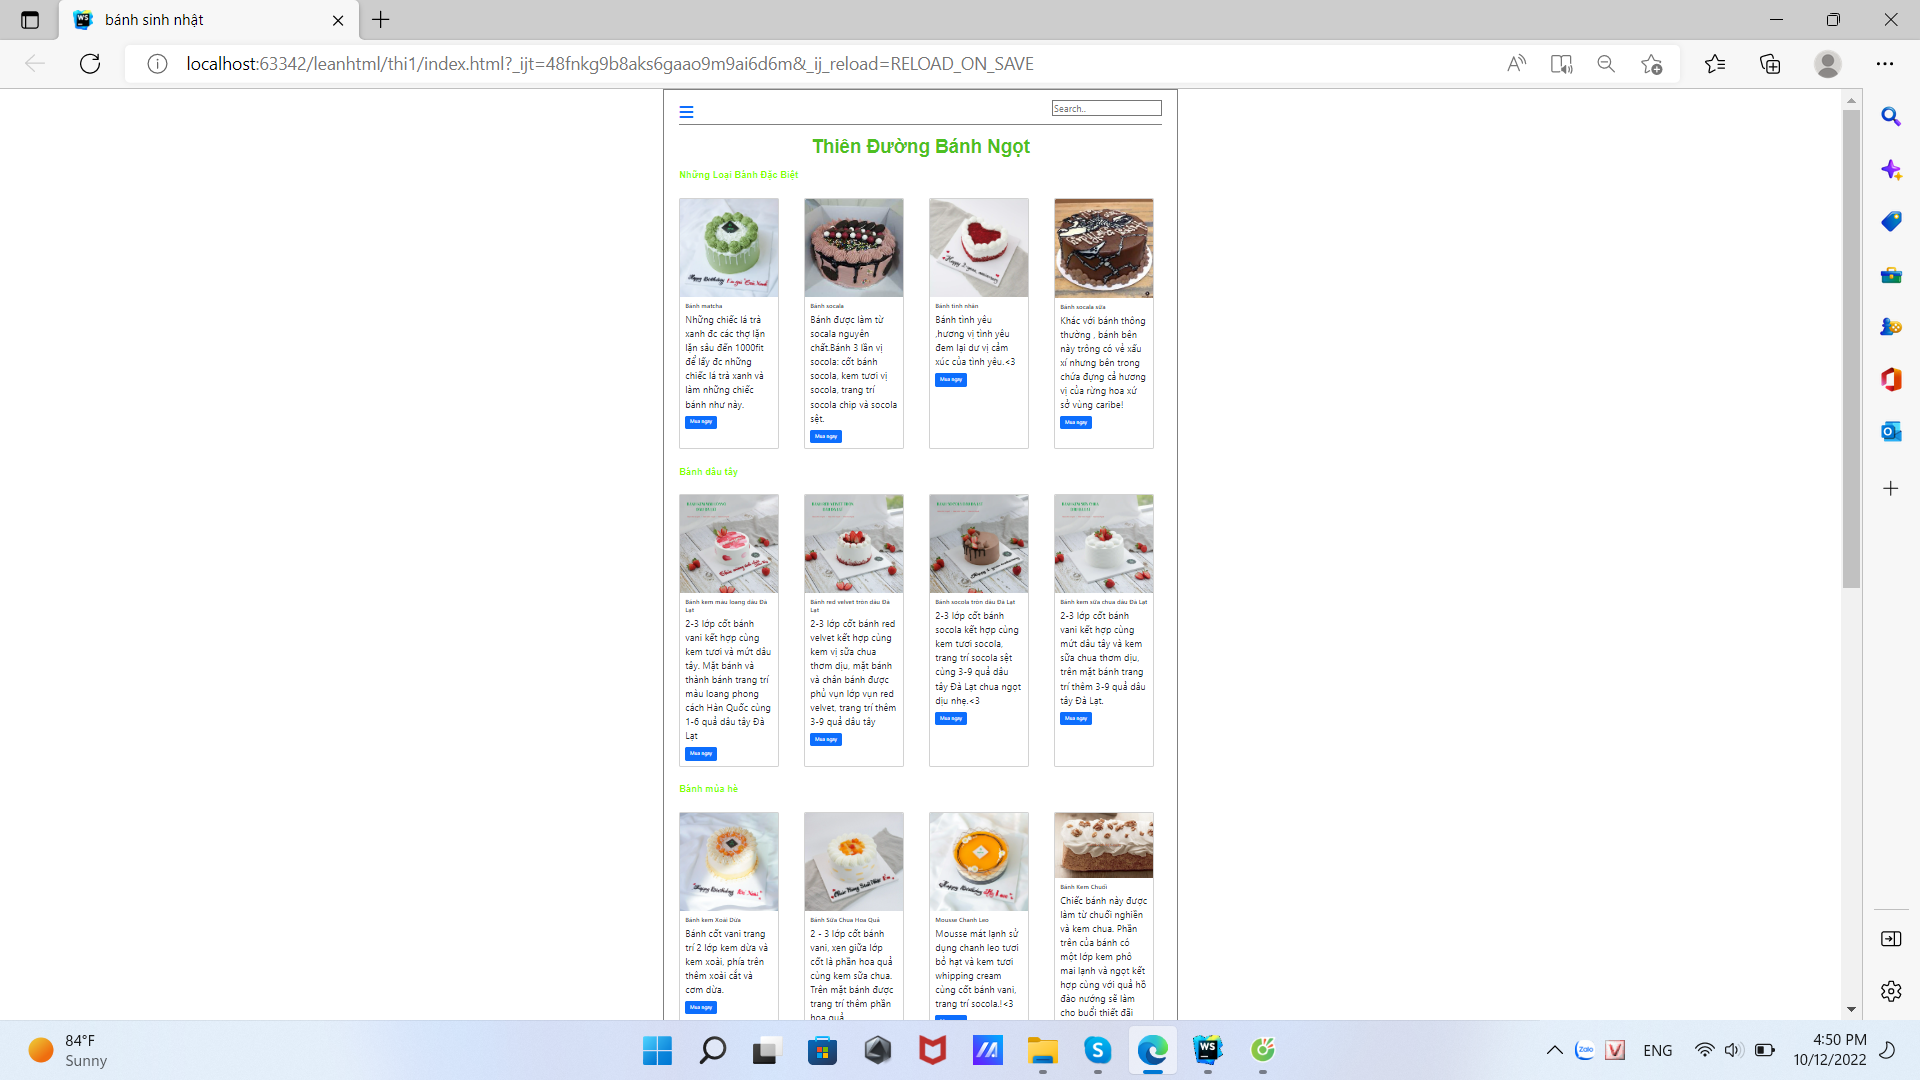 bánh sinh nhật
localhost:63342/leanhtml/thi1/index.html?_ijt=48fnkg9b8aks6gaao9m9ai6d6m&_ij_reload=RELOAD_ON_SAVE
Search..
Thiên Đường Bánh Ngọt
Những Loại Bánh Đặc Biệt
Bánh matcha
Những chiếc lá trà
xanh đc các thợ lặn
lặn sâu đến 1000fit
để lấy đc những
chiếc lá trà xanh và
làm những chiếc
bánh như này.
Mua ngay
Bánh socala
Bánh được làm từ
socala nguyên
chất.Bánh 3 lần vị
socola: cốt bánh
socola, kem tươi vị
socola, trang trí
socola chip và socola
sệt.
Mua ngay
Bánh tình nhân
Bánh tình yêu
,hương vị tình yêu
đem lại dư vị cảm
xúc của tình yêu.<3
Mua ngay
Bánh socala sữa
Khác với bánh thông
thường , bánh bên
này trông có vẻ xấu
xí nhưng bên trong
chứa đựng cả hương
vị của rừng hoa xứ
sở vùng caribe!
Mua ngay
Bánh dâu tây
Bánh kem màu loang dâu Đà
Lạt
2-3 lớp cốt bánh
vani kết hợp cùng
kem tươi và mứt dâu
tây. Mặt bánh và
thành bánh trang trí
màu loang phong
cách Hàn Quốc cùng
1-6 quả dâu tây Đà
Lạt
Mua ngay
Bánh red velvet tròn dâu Đà
Lạt
2-3 lớp cốt bánh red
velvet kết hợp cùng
kem vị sữa chua
thơm dịu, mặt bánh
và chân bánh được
phủ vụn lớp vụn red
velvet, trang trí thêm
3-9 quả dâu tây
Mua ngay
Bánh socola tròn dâu Đà Lạt
2-3 lớp cốt bánh
socola kết hợp cùng
kem tươi socola,
trang trí socola sệt
cùng 3-9 quả dâu
tây Đà Lạt chua ngọt
dịu nhẹ.<3
Mua ngay
Bánh kem sữa chua dâu Đà Lạt
2-3 lớp cốt bánh
vani kết hợp cùng
mứt dâu tây và kem
sữa chua thơm dịu,
trên mặt bánh trang
trí thêm 3-9 quả dâu
tây Đà Lạt.
Mua ngay
Bánh mùa hè
Bánh kem Xoài Dừa
Bánh cốt vani trang
trí 2 lớp kem dừa và
kem xoài, phía trên
thêm xoài cắt và
cơm dừa.
Mua ngay
Bánh Sữa Chua Hoa Quả
2 - 3 lớp cốt bánh
vani, xen giữa lớp
cốt là phần hoa quả
cùng kem sữa chua.
Trên mặt bánh được
trang trí thêm phần
hoa quả
Mousse Chanh Leo
Mousse mát lạnh sử
dụng chanh leo tươi
bỏ hạt và kem tươi
whipping cream
cùng cốt bánh vani,
trang trí socola.!<3
Bánh Kem Chuối
Chiếc bánh này được
làm từ chuối nghiền
và kem chua. Phần
trên của bánh có
một lớp kem phô
mai lạnh và ngọt kết
hợp cùng với quả hồ
đào nướng sẽ làm
cho buổi thiết đãi
84°F
Sunny
ENG
4:50 PM
10/12/2022